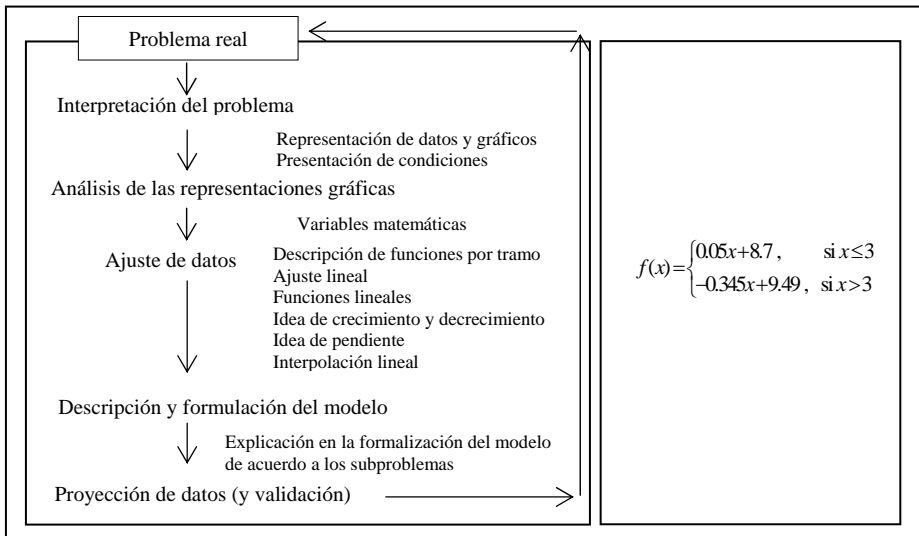 Problema real
Interpretación del problema
Representación de datos y gráficos
Presentación de condiciones
Análisis de las representaciones gráficas
Variables matemáticas
Ajuste de datos
Descripción de funciones por tramo
Ajuste lineal
Funciones lineales
Idea de crecimiento y decrecimiento
Idea de pendiente
Interpolación lineal
Descripción y formulación del modelo
Explicación en la formalización del modelo
de acuerdo a los subproblemas
Proyección de datos (y validación)
f(x)={0.05x+8.7, si x≤3
−0.345x+9.49, si x>3